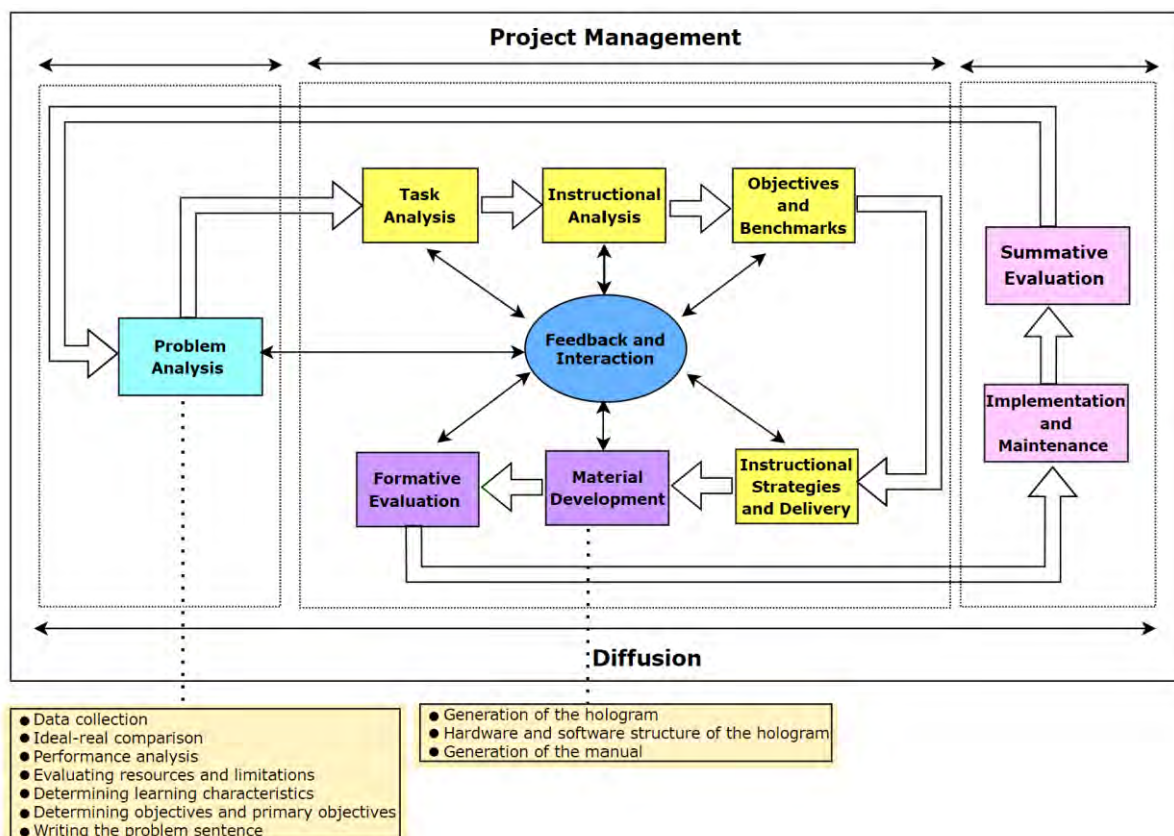 Project Management
Task
Analysis
Instructional
Analysis
Objectives
and
Benchmarks
Summative
Evaluation
Problem
Analysis
Feedback and
Interaction
Implementation
and
Maintenance
Formative
Evaluation
Material
Development
Instructional
Strategies
and Delivery
Diffusion
● Data collection
● Ideal-real comparison
● Performance analysis
● Evaluating resources and limitations
● Determining learning characteristics
● Determining objectives and primary objectives
● Writing the problem sentence
● Generation of the hologram
● Hardware and software structure of the hologram
● Generation of the manual